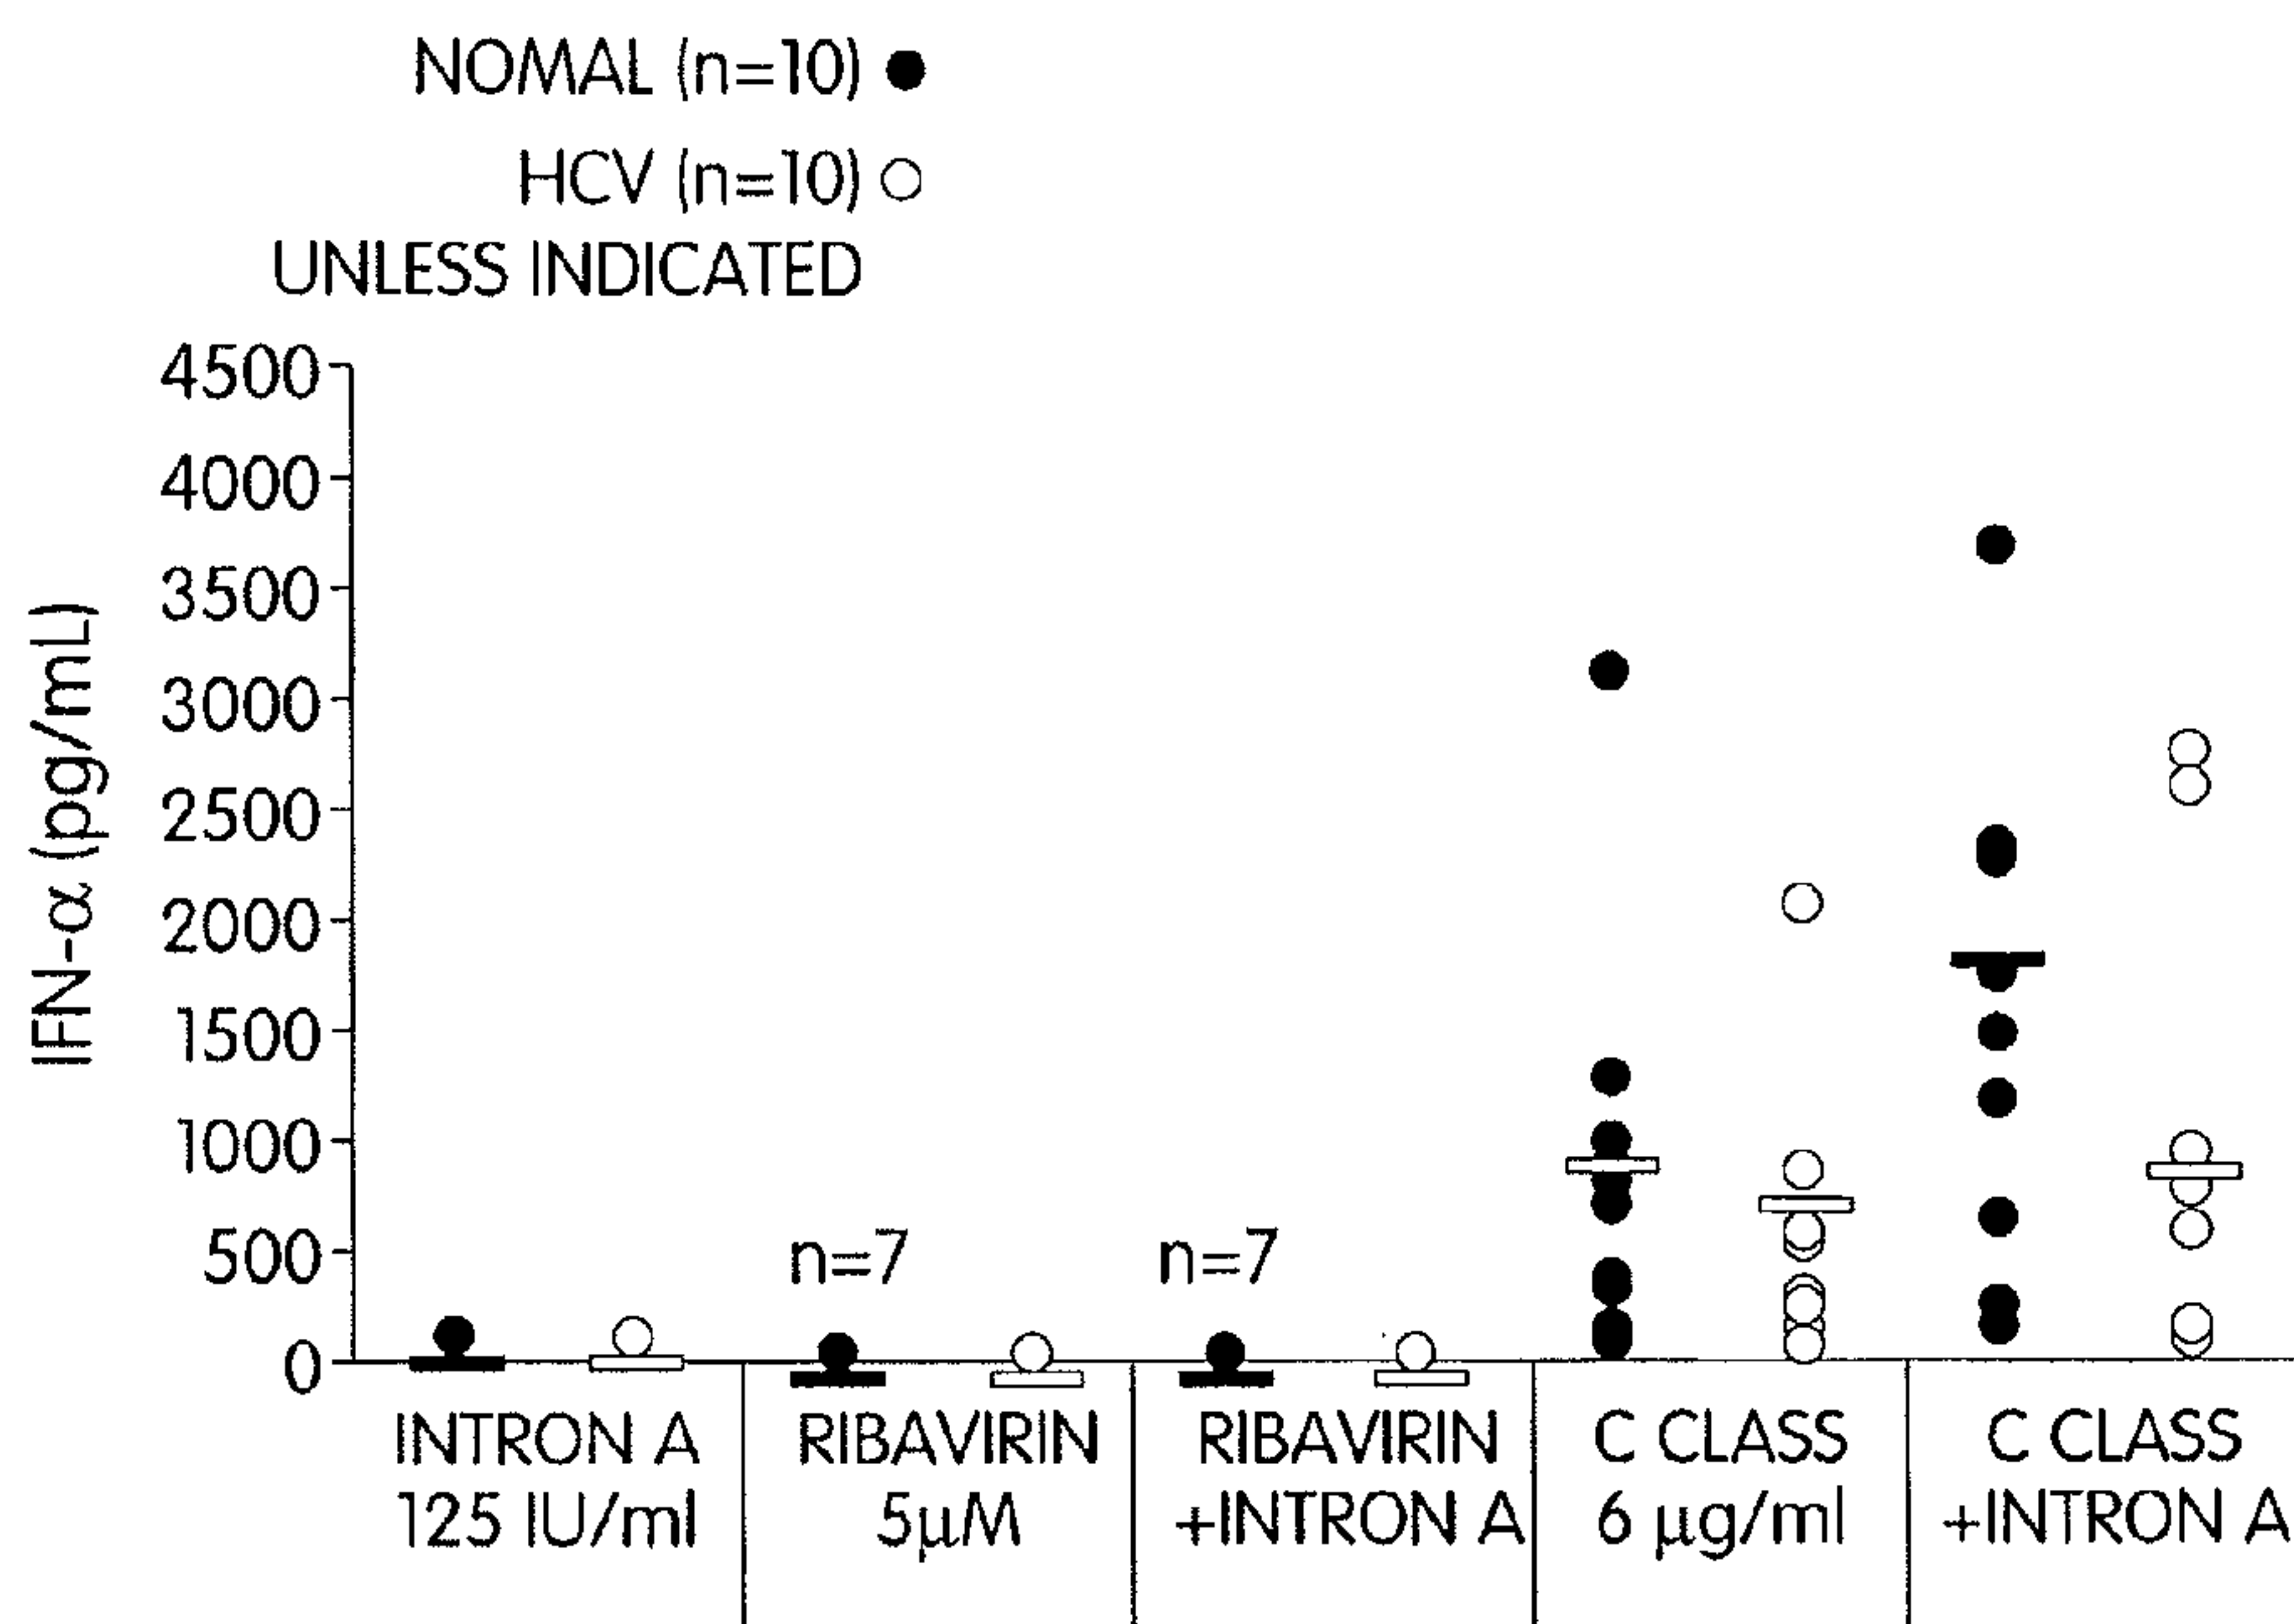 NOMAL (n=10)
HCV (n=10)
UNLESS INDICATED
IFN-α (pg/mL)
4500
4000
3500
3000
2500
2000
1500
1000
500
0
n=7
n=7
INTRON A
125 IU/ml
RIBAVIRIN
5µM
RIBAVIRIN
+INTRON A
C CLASS
6 µg/ml
C CLASS
+INTRON A